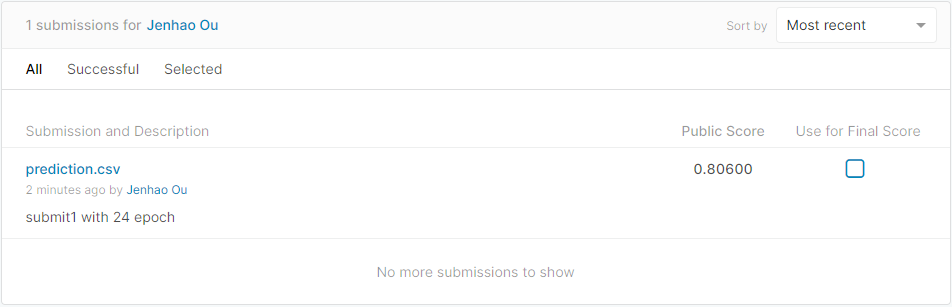 1 submissions for Jenhao Ou
Sort by Most recent
All Successful Selected
Submission and Description Public Score Use for Final Score
prediction.csv 0.80600
2 minutes ago by Jenhao Ou
submit1 with 24 epoch
No more submissions to show